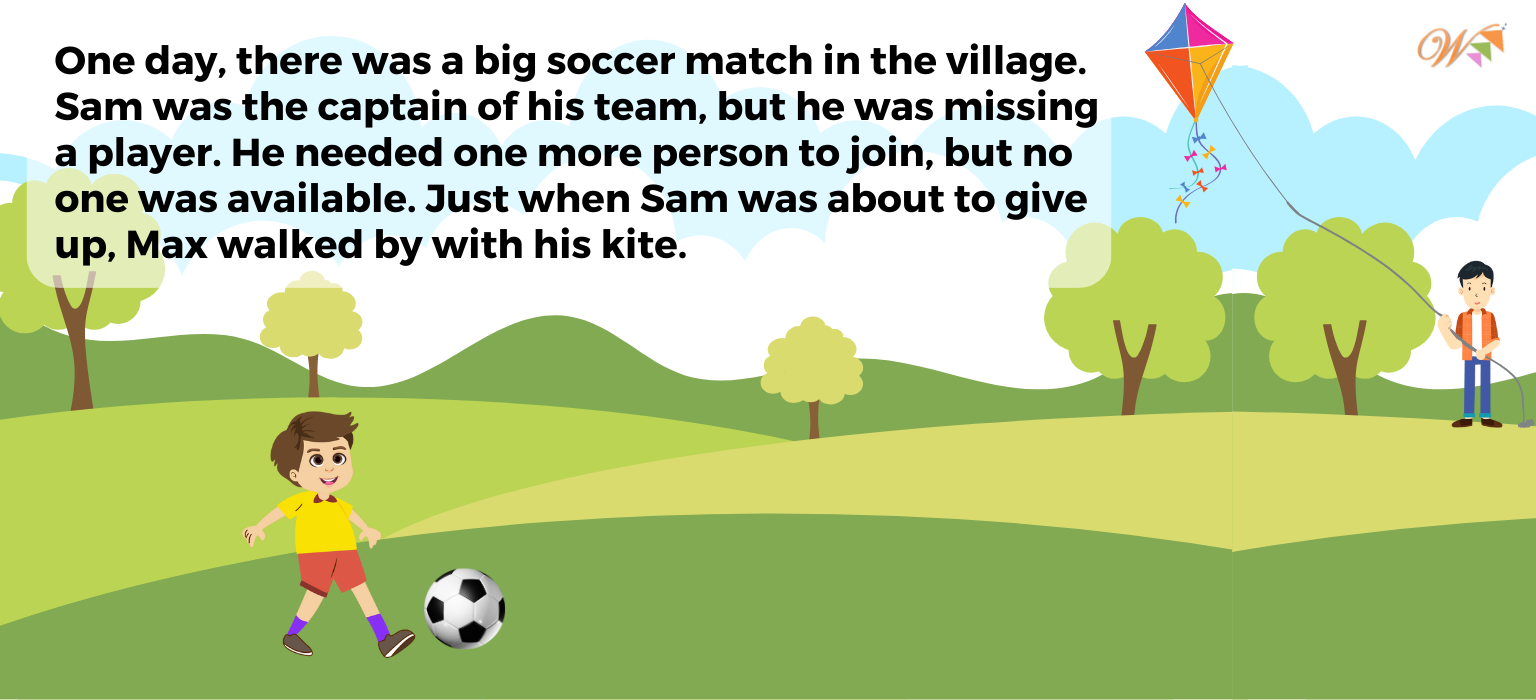 One day, there was a big soccer match in the village.
Sam was the captain of his team, but he was missing
a player. He needed one more person to join, but no
one was available. Just when Sam was about to give
up, Max walked by with his kite.
W